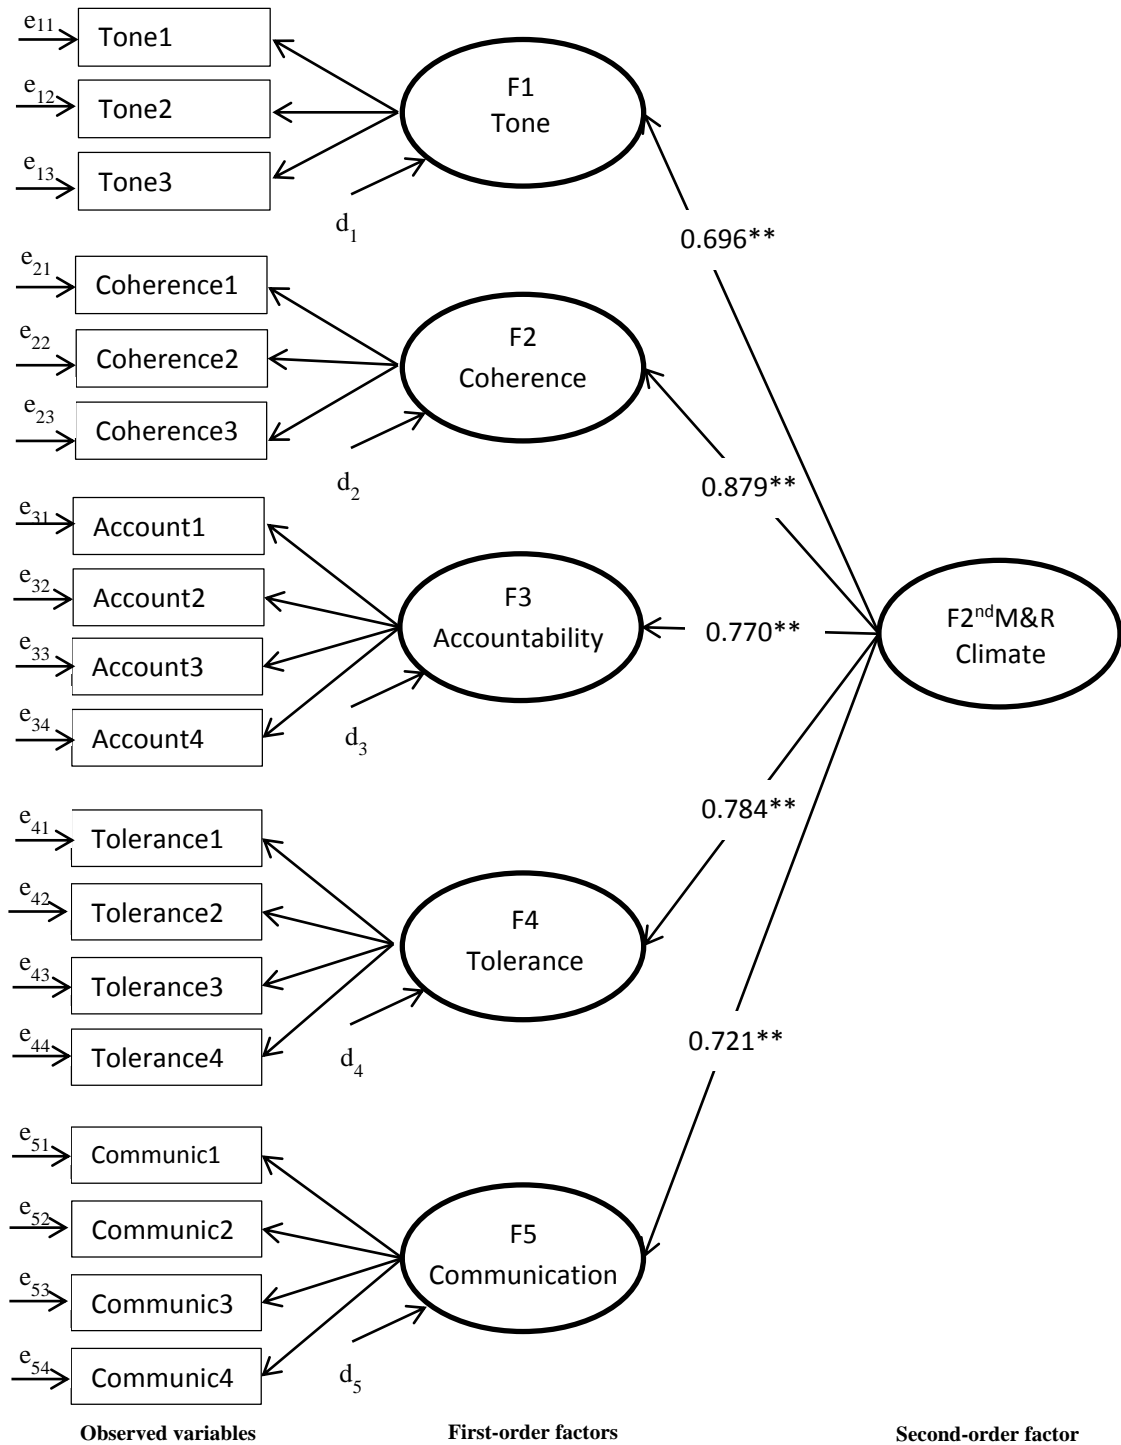 e11
Tone1
e12
Tone2
e13
Tone3
F1
Tone
d1
0.696**
e21
Coherence1
e22
Coherence2
e23
Coherence3
F2
Coherence
d2
0.879**
e31
Account1
e32
Account2
e33
Account3
e34
Account4
F3
Accountability
d3
0.770**
F2ndM&R
Climate
e41
Tolerance1
e42
Tolerance2
e43
Tolerance3
e44
Tolerance4
F4
Tolerance
d4
0.784**
0.721**
e51
Communic1
e52
Communic2
e53
Communic3
e54
Communic4
F5
Communication
d5
Observed variables
First-order factors
Second-order factor